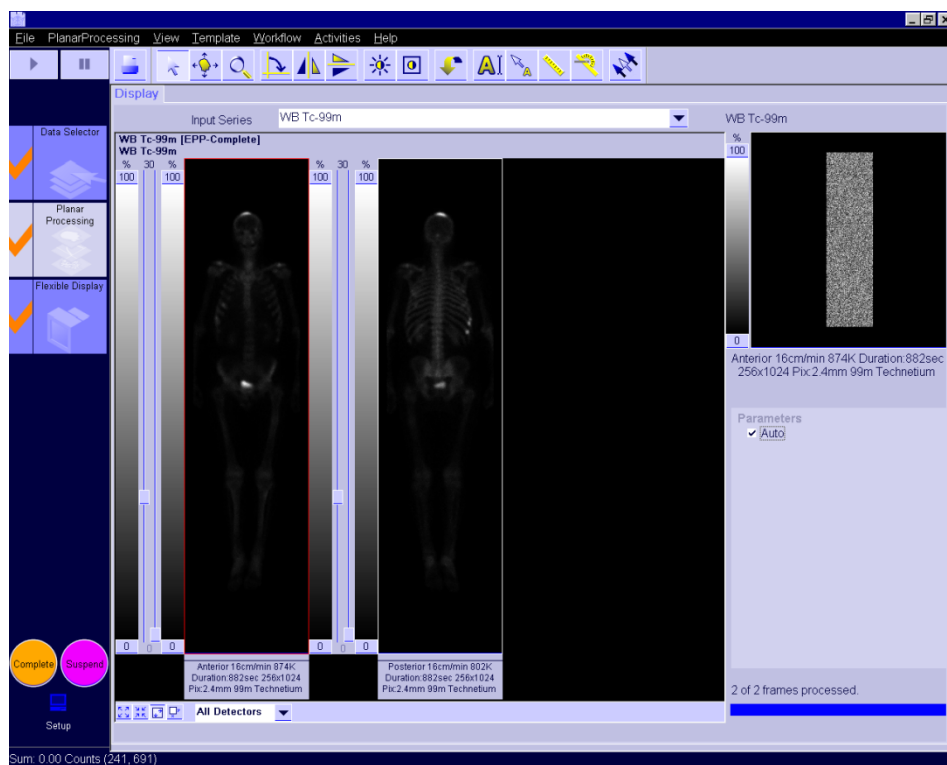 File PlanarProcessing View Template Workflow Activities Help
Display
Input Series WB Tc-99m
WB Tc-99m
Data Selector
Planar
Processing
Flexible Display
WB Tc-99m [EPP-Complete]
WB Tc-99m
% 30 % % 30 %
100 100 100 100
0 0 0 0 0 0
Anterior 16cm/min 874K
Duration:882sec 256x1024
Pix:2.4mm 99m Technetium
Posterior 16cm/min 802K
Duration:882sec 256x1024
Pix:2.4mm 99m Technetium
All Detectors
%
100
0
Anterior 16cm/min 874K Duration:882sec
256x1024 Pix:2.4mm 99m Technetium
Parameters
Auto
2 of 2 frames processed.
Complete
Suspend
Setup
Sum: 0.00 Counts (241, 691)